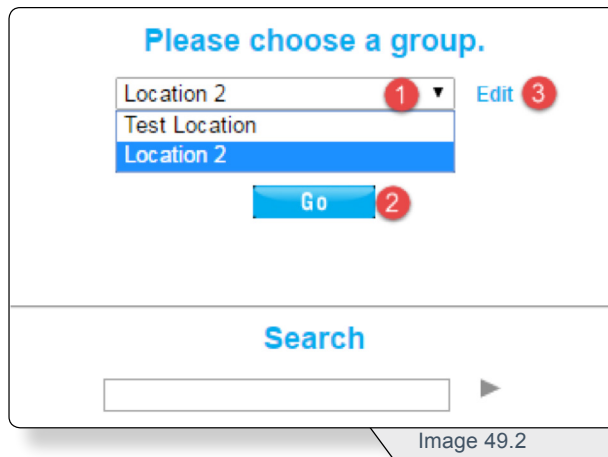 Please choose a group.
Location 2 1 ▼ Edit 3
Test Location
Location 2
Go 2
Search
Image 49.2